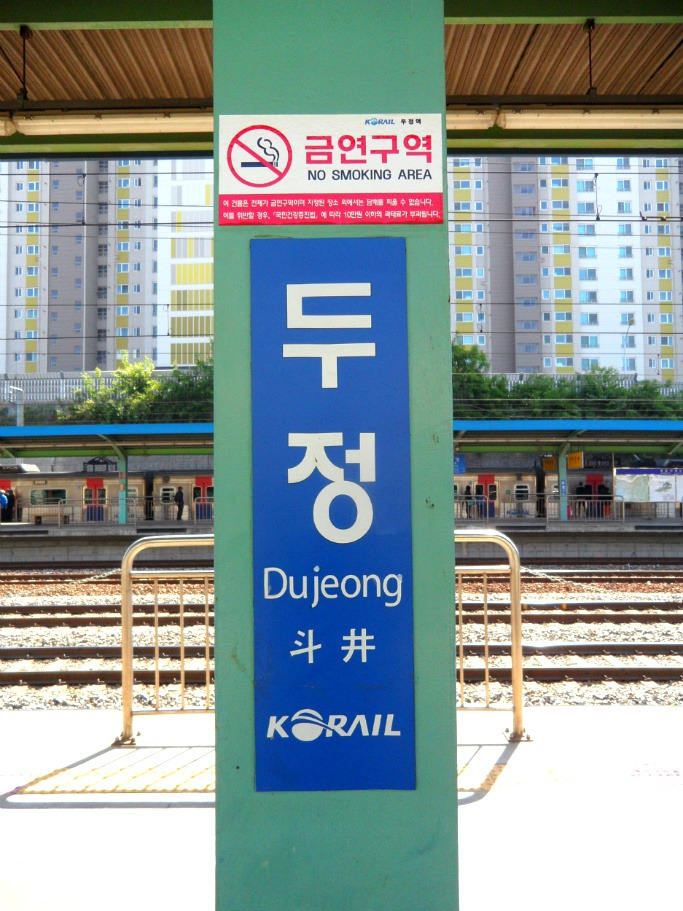 KORAIL 두정역
금연구역
NO SMOKING AREA
이 건물은 전체가 금연구역이며 지정된 장소 외에서는 담배를 피울 수 없습니다.
이를 위반할 경우, 「국민건강증진법」에 따라 10만원 이하의 과태료가 부과됩니다.
두
정
Dujeong
斗井
KORAIL